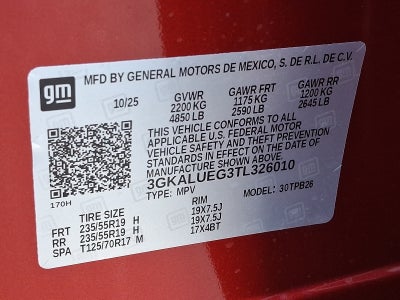 gm MFD BY GENERAL MOTORS DE MEXICO, S. DE R.L. DE C.V.
10/25 GVWR GAWR FRT GAWR RR
2200 KG 1175 KG 1200 KG
4850 LB 2590 LB 2645 LB
THIS VEHICLE CONFORMS TO ALL
APPLICABLE U.S. FEDERAL MOTOR
VEHICLE SAFETY AND THEFT PREVENTION
STANDARDS IN EFFECT ON THE DATE OF
MANUFACTURE SHOWN ABOVE.
3GKALUEG3TL326010
170H TYPE: MPV MODEL: 30TPB26
TIRE SIZE RIM
FRT 235/55R19 H 19X7.5J
RR 235/55R19 H 19X7.5J
SPA T125/70R17 M 17X4BT